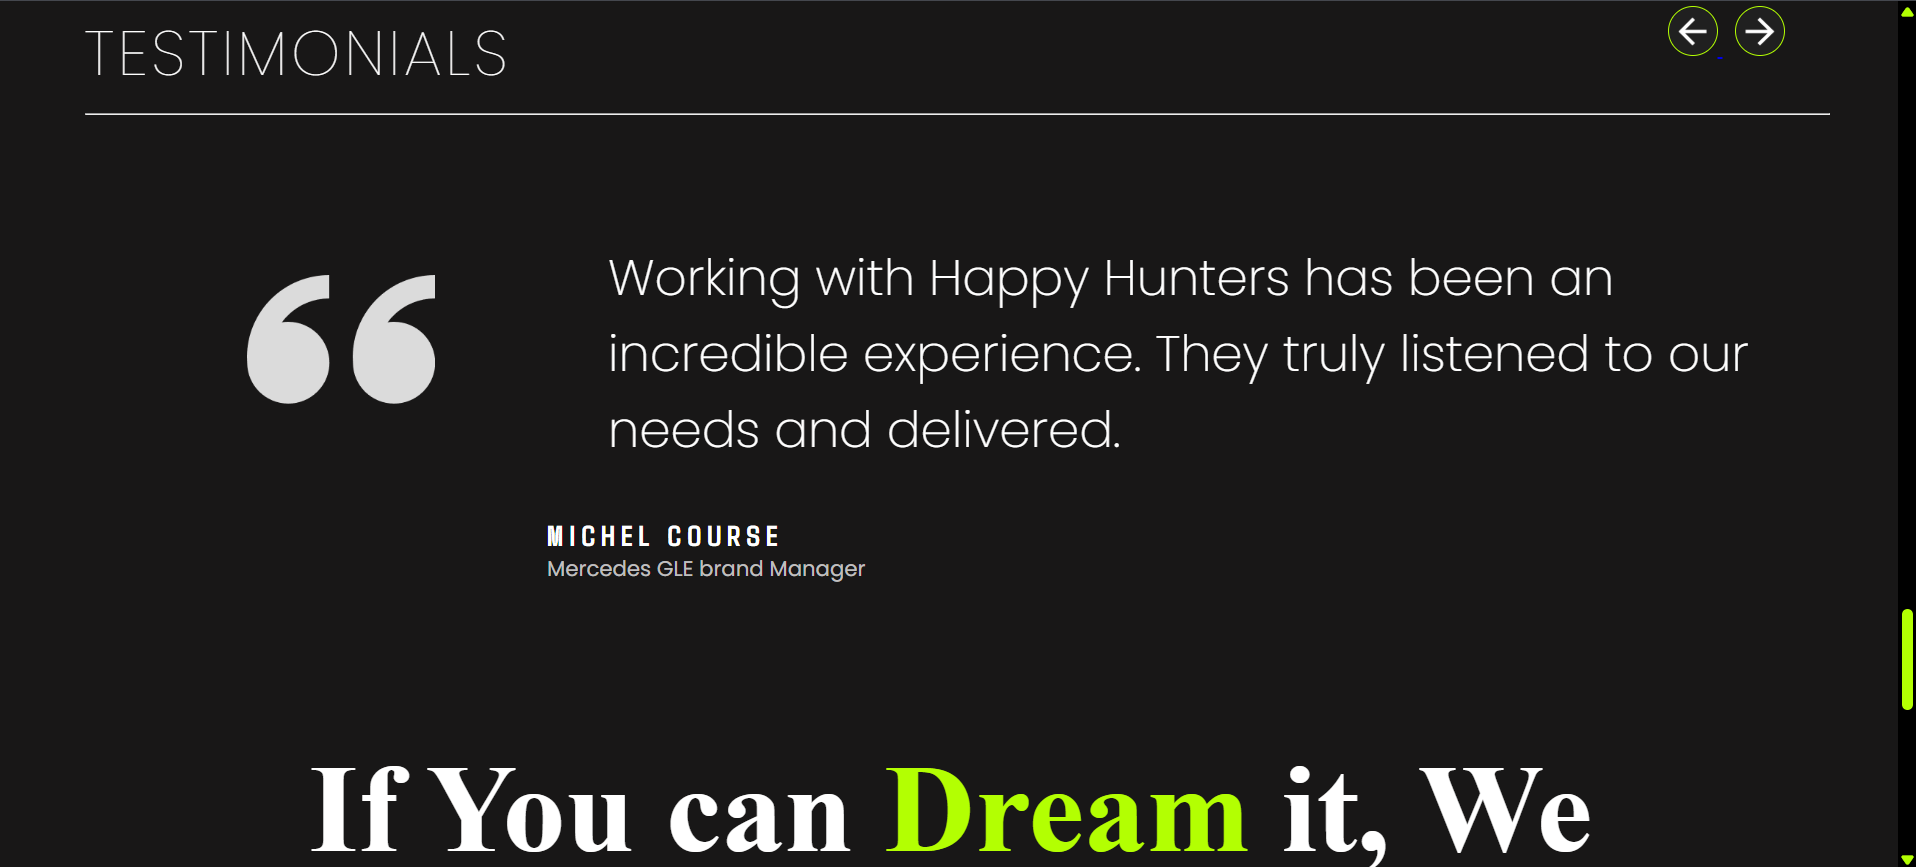 TESTIMONIALS
Working with Happy Hunters has been an
incredible experience. They truly listened to our
needs and delivered.
MICHEL COURSE
Mercedes GLE brand Manager
If You can Dream it, We